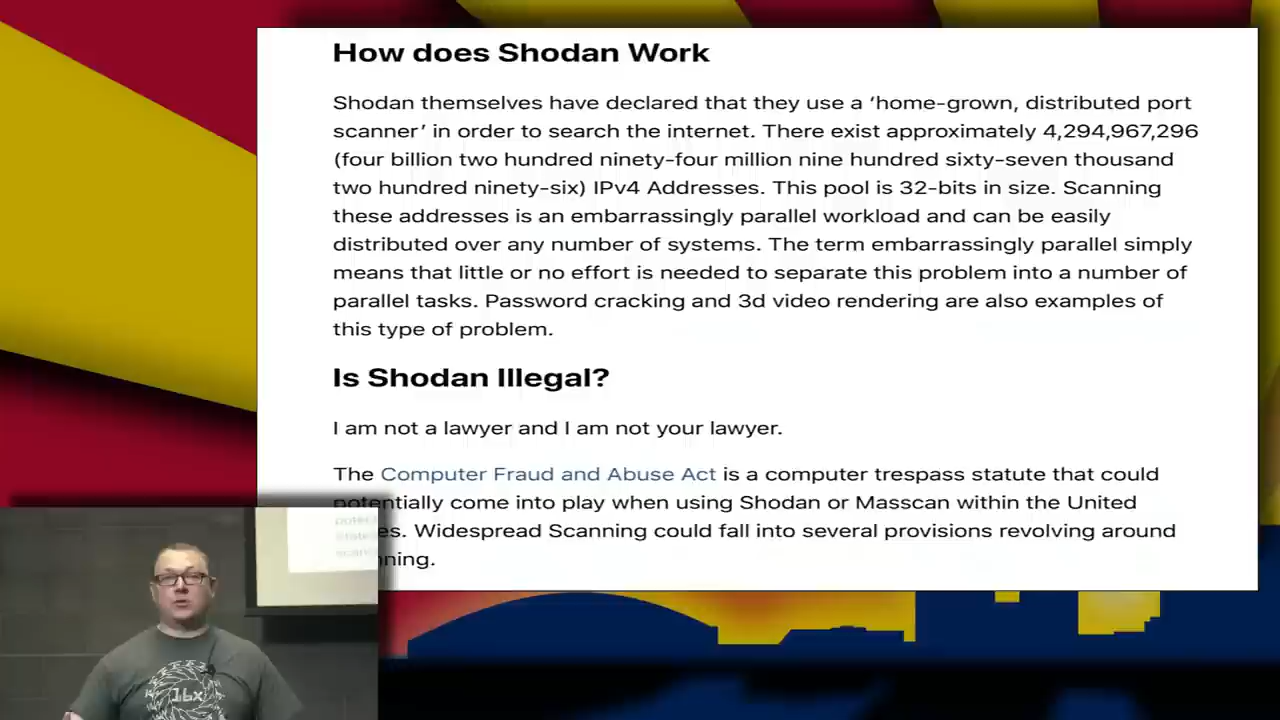 How does Shodan Work
Shodan themselves have declared that they use a ‘home-grown, distributed port
scanner’ in order to search the internet. There exist approximately 4,294,967,296
(four billion two hundred ninety-four million nine hundred sixty-seven thousand
two hundred ninety-six) IPv4 Addresses. This pool is 32-bits in size. Scanning
these addresses is an embarrassingly parallel workload and can be easily
distributed over any number of systems. The term embarrassingly parallel simply
means that little or no effort is needed to separate this problem into a number of
parallel tasks. Password cracking and 3d video rendering are also examples of
this type of problem.
Is Shodan Illegal?
I am not a lawyer and I am not your lawyer.
The Computer Fraud and Abuse Act is a computer trespass statute that could
potentially come into play when using Shodan or Masscan within the United
es. Widespread Scanning could fall into several provisions revolving around
nning.
16x